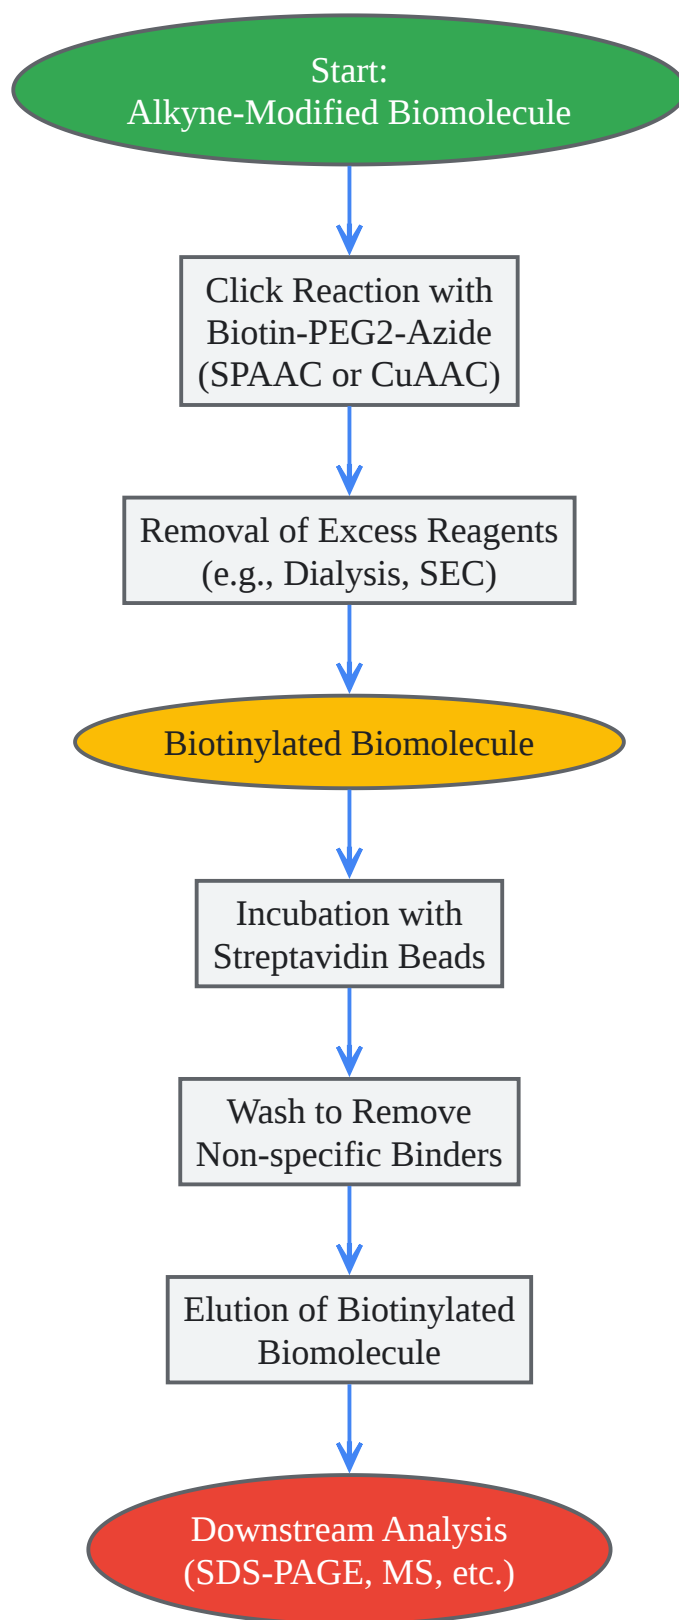 Start:
Alkyne-Modified Biomolecule
Click Reaction with
Biotin-PEG2-Azide
(SPAAC or CuAAC)
Removal of Excess Reagents
(e.g., Dialysis, SEC)
Biotinylated Biomolecule
Incubation with
Streptavidin Beads
Wash to Remove
Non-specific Binders
Elution of Biotinylated
Biomolecule
Downstream Analysis
(SDS-PAGE, MS, etc.)